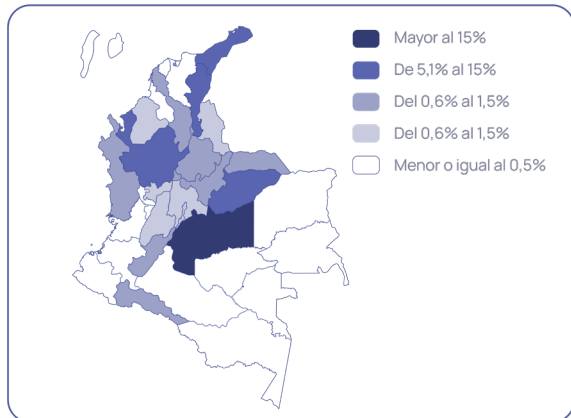 Mayor al 15%
De 5,1% al 15%
Del 0,6% al 1,5%
Del 0,6% al 1,5%
Menor o igual al 0,5%